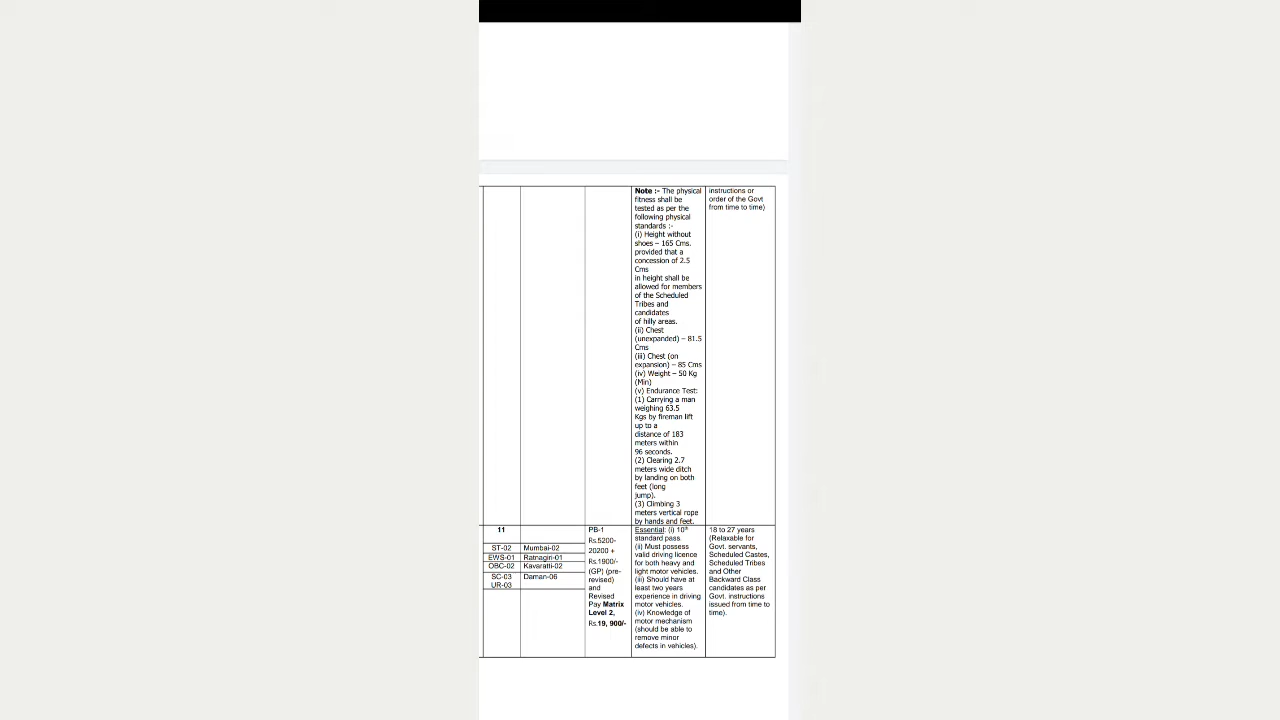 Note :- The physical
fitness shall be
tested as per the
following physical
standards :-
(i) Height without
shoes – 165 Cms.
provided that a
concession of 2.5
Cms
in height shall be
allowed for members
of the Scheduled
Tribes and
candidates
of hilly areas.
(ii) Chest
(unexpanded) – 81.5
Cms
(iii) Chest (on
expansion) – 85 Cms
(iv) Weight – 50 Kg
(Min)
(v) Endurance Test:
(1) Carrying a man
weighing 63.5
Kgs by fireman lift
up to a
distance of 183
meters within
96 seconds.
(2) Clearing 2.7
meters wide ditch
by landing on both
feet (long
jump).
(3) Climbing 3
meters vertical rope
by hands and feet.
instructions or
order of the Govt
from time to time)
11
ST-02 Mumbai-02
EWS-01 Ratnagiri-01
OBC-02 Kavaratti-02
SC-03 Daman-06
UR-03
PB-1
Rs.5200-
20200 +
Rs.1900/-
(GP) (pre-
revised)
and
Revised
Pay Matrix
Level 2,
Rs.19, 900/-
Essential: (i) 10th
standard pass.
(ii) Must possess
valid driving licence
for both heavy and
light motor vehicles.
(iii) Should have at
least two years
experience in driving
motor vehicles.
(iv) Knowledge of
motor mechanism
(should be able to
remove minor
defects in vehicles).
18 to 27 years
(Relaxable for
Govt. servants,
Scheduled Castes,
Scheduled Tribes
and Other
Backward Class
candidates as per
Govt. instructions
issued from time to
time).